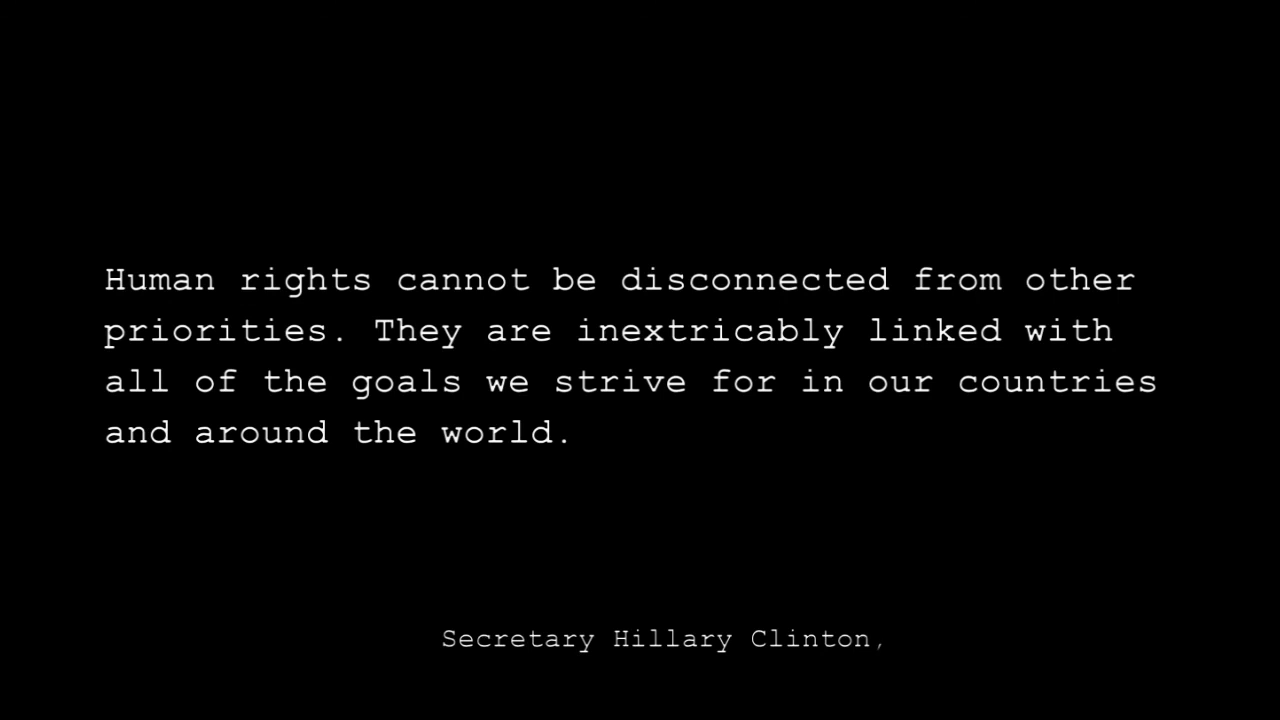 Human rights cannot be disconnected from other
priorities. They are inextricably linked with
all of the goals we strive for in our countries
and around the world.
Secretary Hillary Clinton,